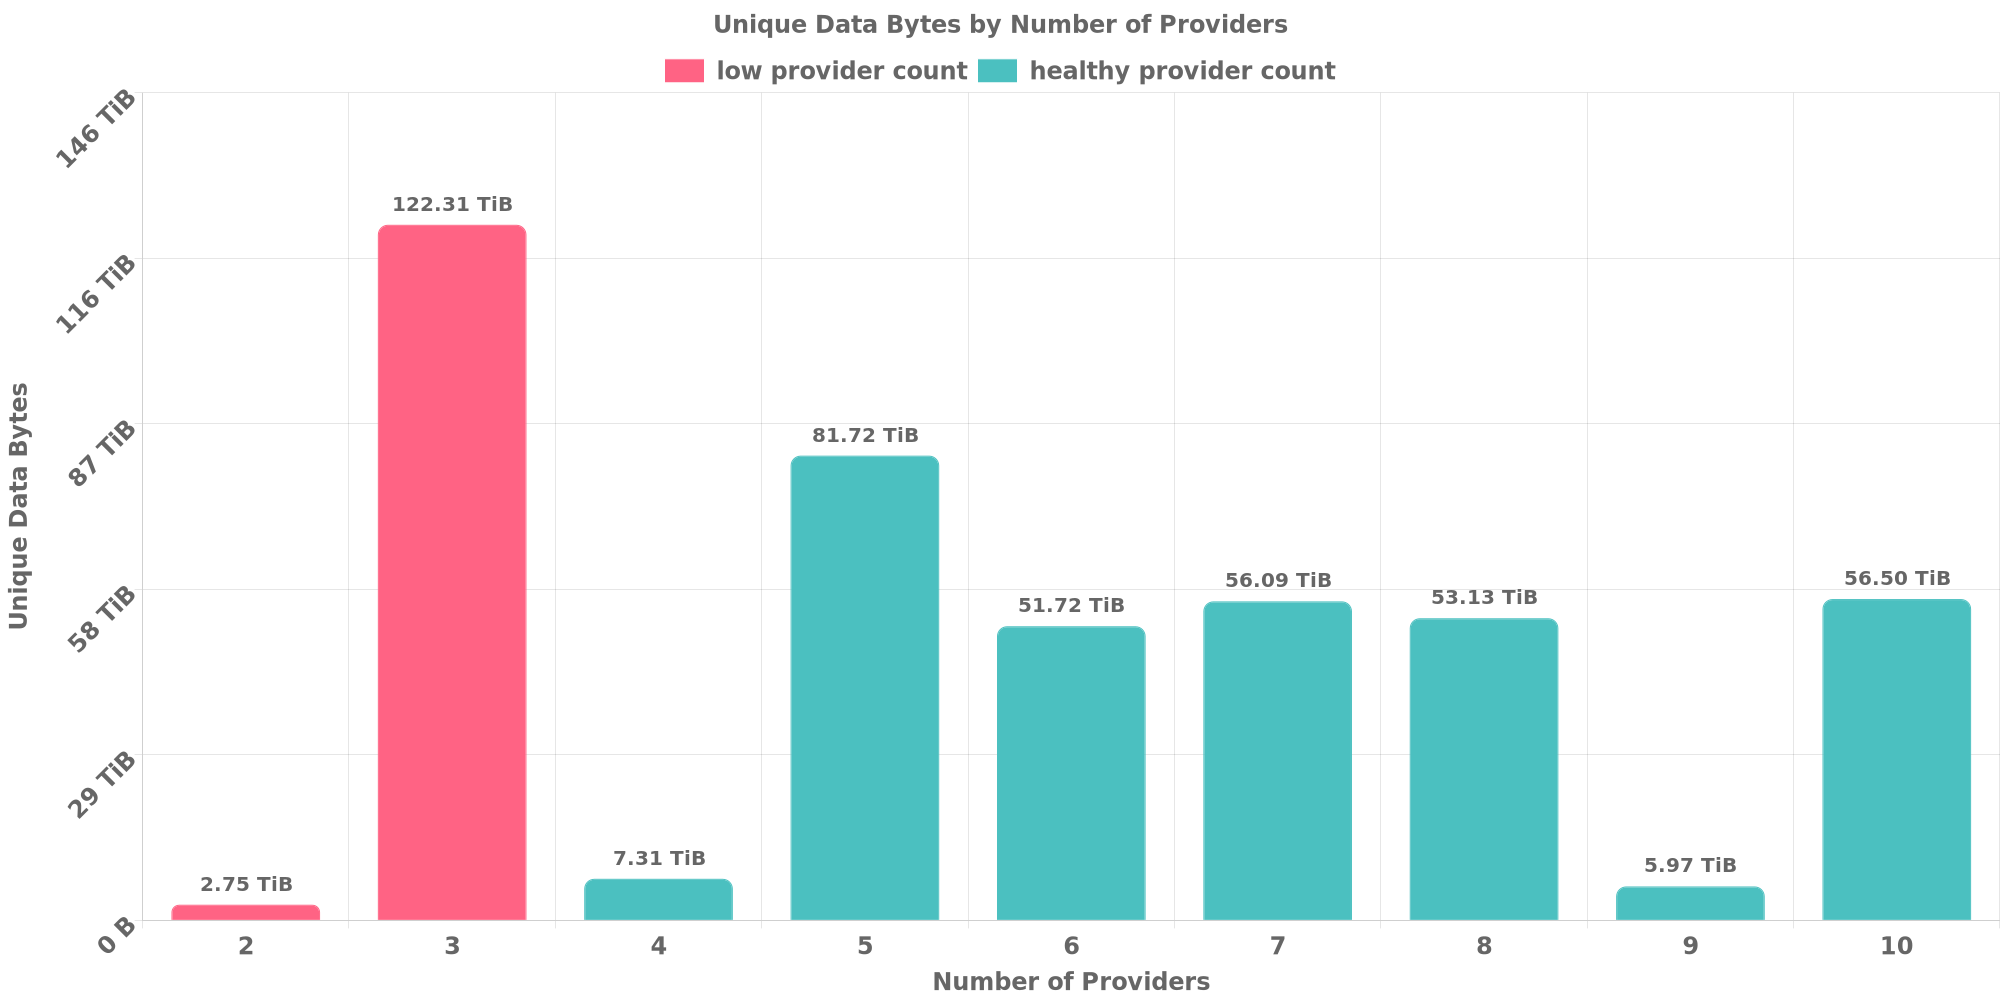 Unique Data Bytes by Number of Providers
low provider count healthy provider count
146 TiB
116 TiB
87 TiB
58 TiB
29 TiB
0 B
Unique Data Bytes
2.75 TiB
122.31 TiB
7.31 TiB
81.72 TiB
51.72 TiB
56.09 TiB
53.13 TiB
5.97 TiB
56.50 TiB
2 3 4 5 6 7 8 9 10
Number of Providers